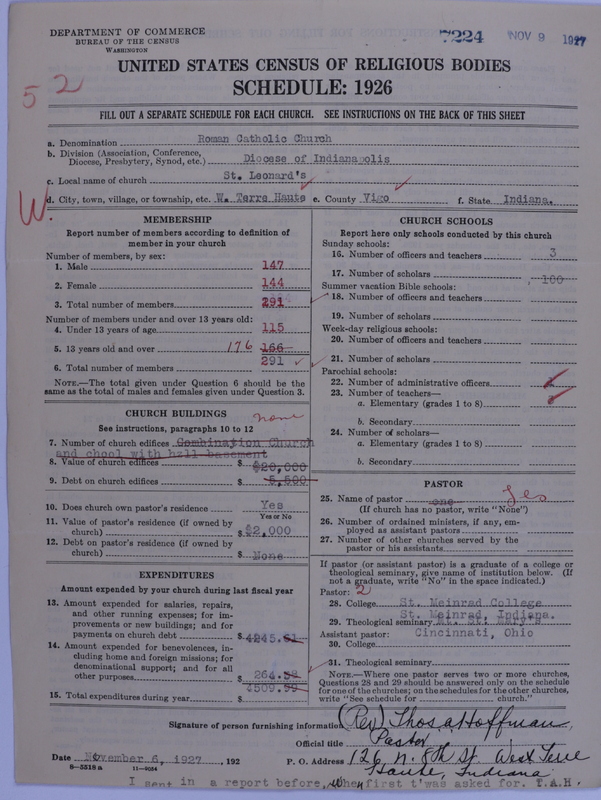 DEPARTMENT OF COMMERCE
BUREAU OF THE CENSUS
WASHINGTON
7224
NOV 9 1927
UNITED STATES CENSUS OF RELIGIOUS BODIES
SCHEDULE: 1926
52
FILL OUT A SEPARATE SCHEDULE FOR EACH CHURCH. SEE INSTRUCTIONS ON THE BACK OF THIS SHEET
a. Denomination Roman Catholic Church
b. Division (Association, Conference, Diocese, Presbytery, Synod, etc.) Diocese of Indianapolis
c. Local name of church St. Leonard's
W.
d. City, town, village, or township, etc. W. Terre Haute e. County Vigo f. State Indiana.
MEMBERSHIP
Report number of members according to definition of
member in your church
Number of members, by sex:
1. Male 147
2. Female 144
3. Total number of members 291
Number of members under and over 13 years old:
4. Under 13 years of age 115
5. 13 years old and over 176 166
6. Total number of members 291
NOTE.—The total given under Question 6 should be the
same as the total of males and females given under Question 3.
CHURCH BUILDINGS
See instructions, paragraphs 10 to 12
none
7. Number of church edifices Combination Church
and chool with hall basement
8. Value of church edifices $ $20,000
9. Debt on church edifices $ 5,500
10. Does church own pastor's residence Yes
Yes or No
11. Value of pastor's residence (if owned by
church) $ $2,000
12. Debt on pastor's residence (if owned by
church) $ None
EXPENDITURES
Amount expended by your church during last fiscal year
13. Amount expended for salaries, repairs,
and other running expenses; for im-
provements or new buildings; and for
payments on church debt $ 4245.61
14. Amount expended for benevolences, in-
cluding home and foreign missions; for
denominational support; and for all
other purposes $ 264.38
15. Total expenditures during year $ 4509.99
CHURCH SCHOOLS
Report here only schools conducted by this church
Sunday schools:
16. Number of officers and teachers 3
17. Number of scholars 100
Summer vacation Bible schools:
18. Number of officers and teachers
19. Number of scholars
Week-day religious schools:
20. Number of officers and teachers
21. Number of scholars
Parochial schools:
22. Number of administrative officers
23. Number of teachers—
a. Elementary (grades 1 to 8)
b. Secondary
24. Number of scholars—
a. Elementary (grades 1 to 8)
b. Secondary
PASTOR
25. Name of pastor one Yes
(If church has no pastor, write "None")
26. Number of ordained ministers, if any, em-
ployed as assistant pastors
27. Number of other churches served by the
pastor or his assistants
If pastor (or assistant pastor) is a graduate of a college or
theological seminary, give name of institution below. (If
not a graduate, write "No" in the space indicated.)
Pastor: 2
28. College St. Meinrad College
St. Meinrad, Indiana.
29. Theological seminary Mt. St. Mary's
Assistant pastor: Cincinnati, Ohio
30. College
31. Theological seminary
NOTE.—Where one pastor serves two or more churches,
Questions 28 and 29 should be answered only on the schedule
for one of the churches; on the schedules for the other churches,
write "See schedule for church."
Signature of person furnishing information (Rev) Thos. A Hoffman
Official title Pastor
Date November 6, 1927 , 192
P. O. Address 126 N. 8th St. West Terre
Haute, Indiana
8—5518a 11—9084
I sent in a report before, when first t'was asked for. T.A.H.